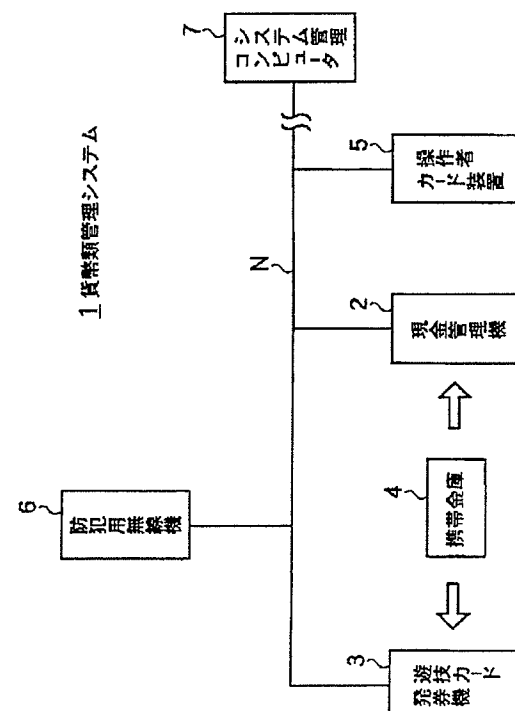 1 貨幣類管理システム
7
システム管理
コンピュータ
6
防犯用無線機
N
5
操作者
カード装置
2
現金管理機
4
携帯金庫
3
遊技カード
発券機